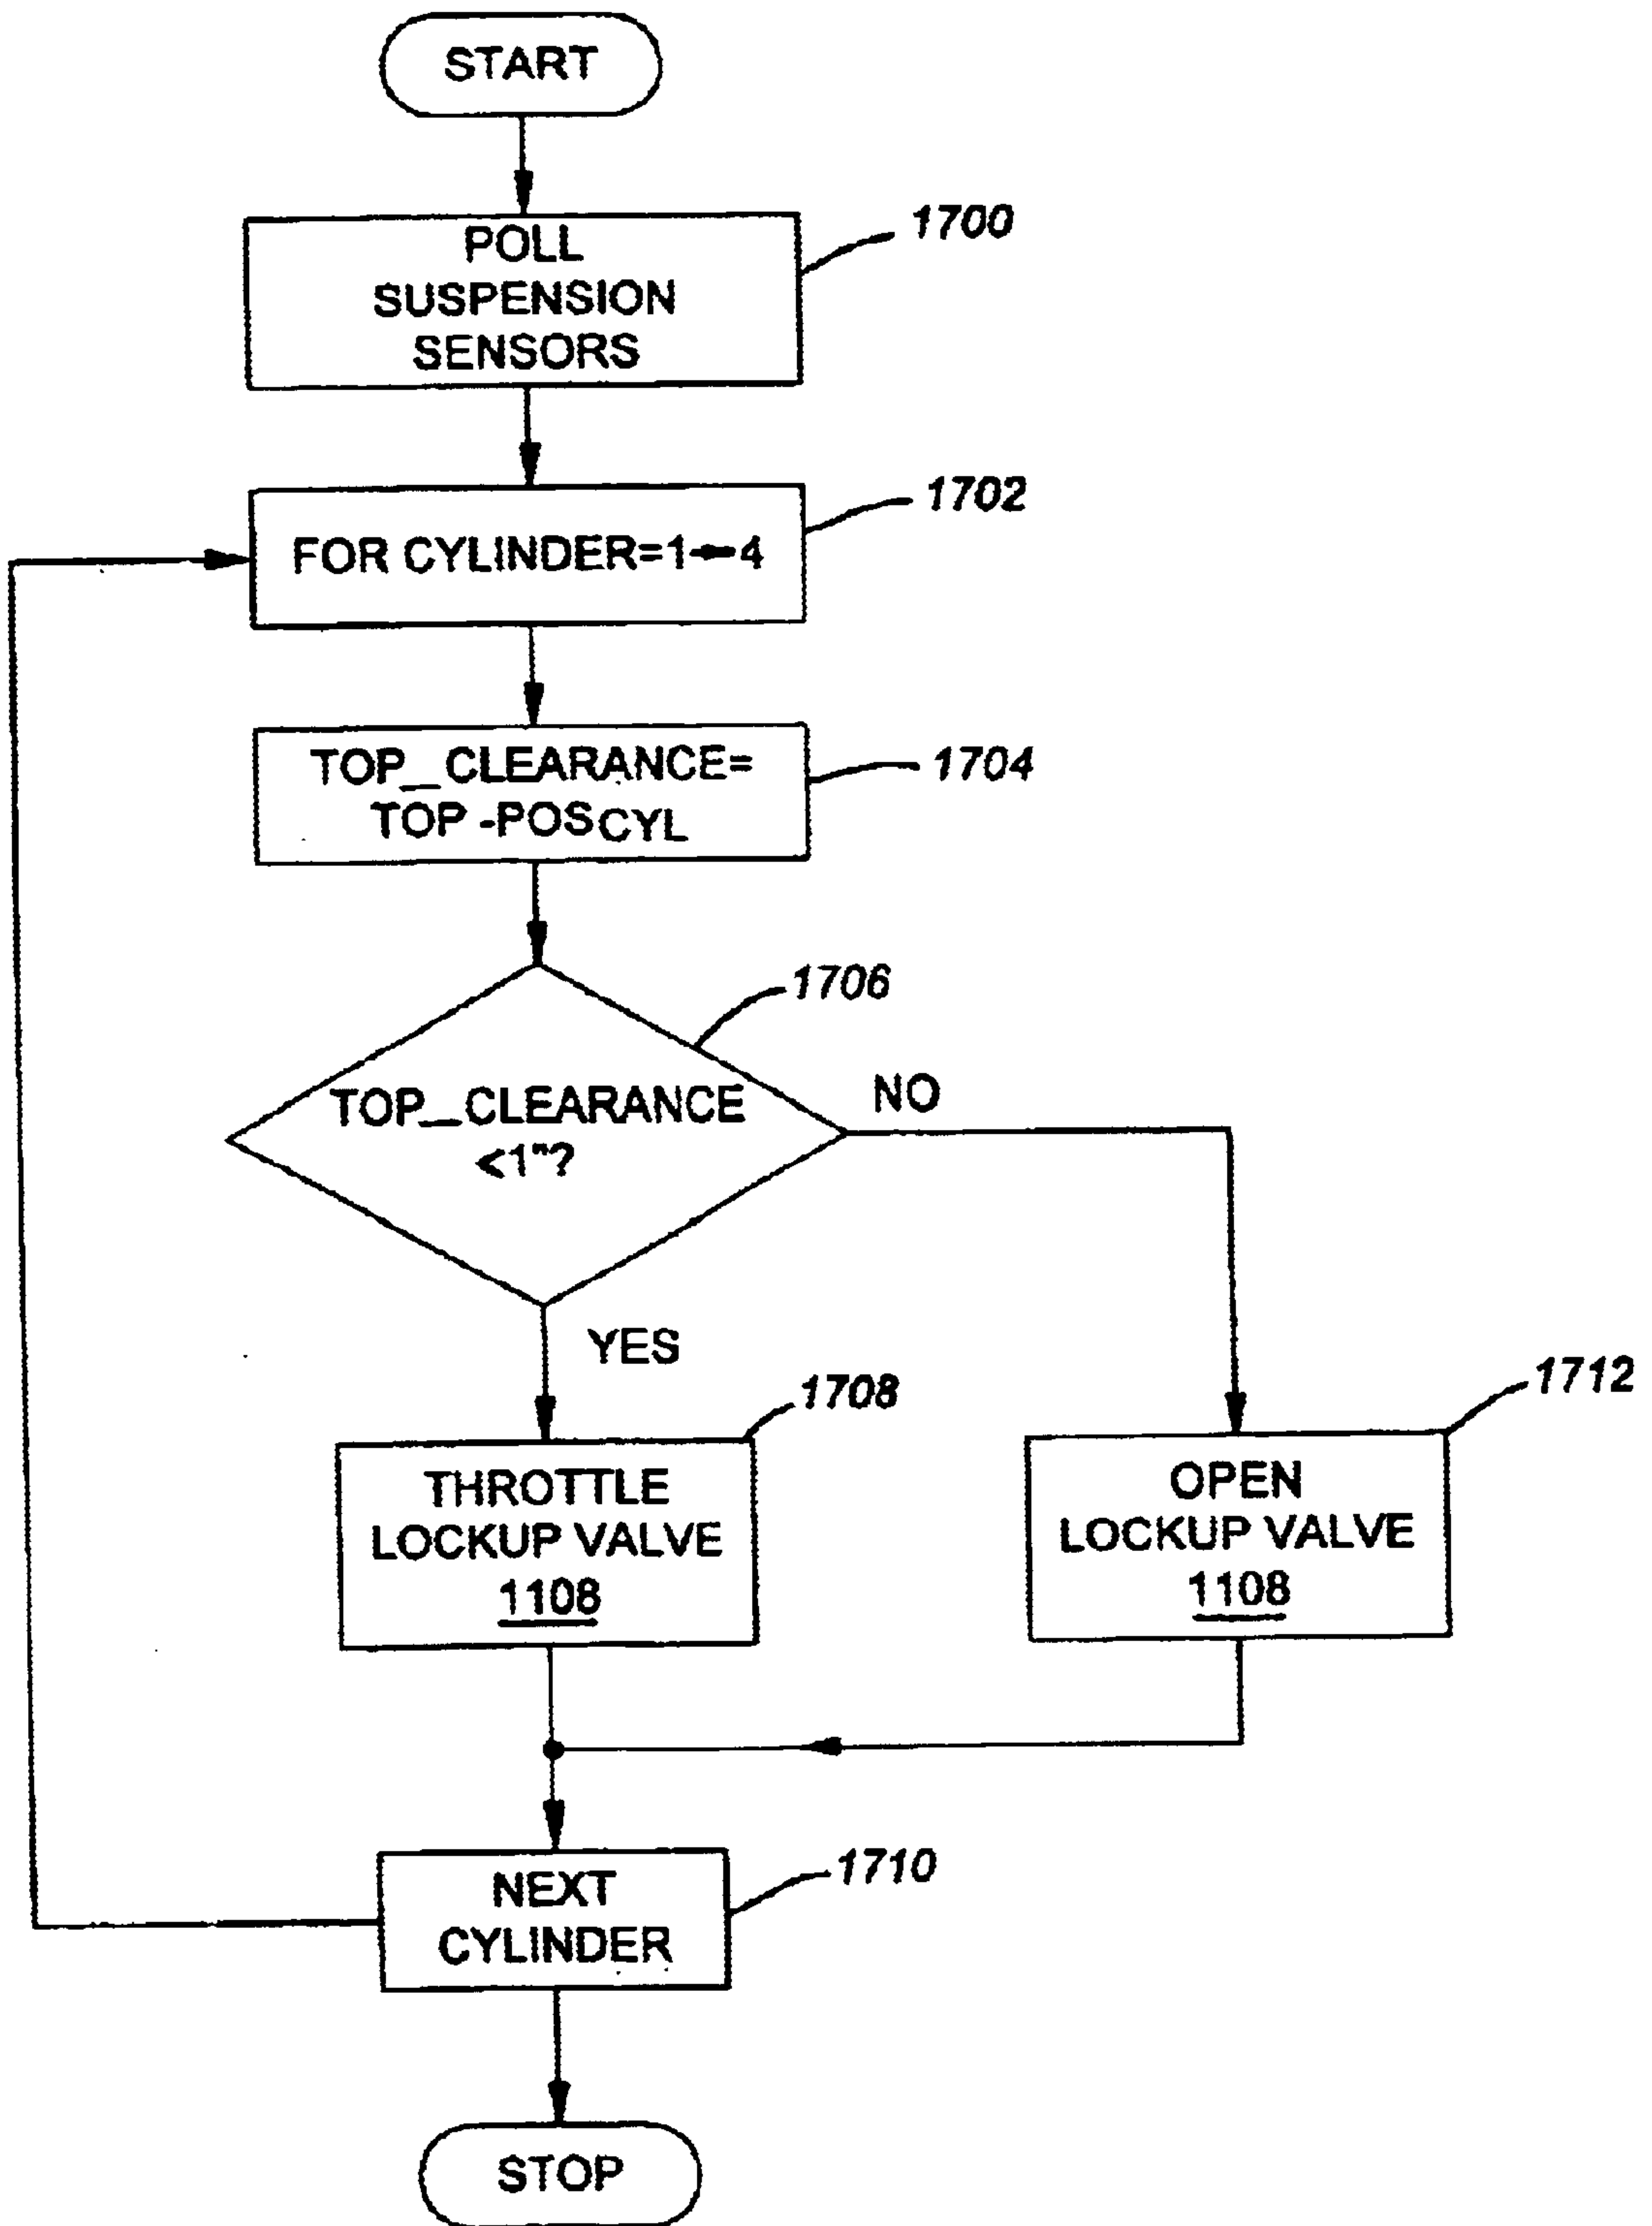 START
POLL
SUSPENSION
SENSORS
1700
FOR CYLINDER=1→4
1702
TOP_CLEARANCE=
TOP -POSCYL
1704
TOP_CLEARANCE
<1"?
1706
NO
YES
THROTTLE
LOCKUP VALVE
1108
1708
OPEN
LOCKUP VALVE
1108
1712
NEXT
CYLINDER
1710
STOP